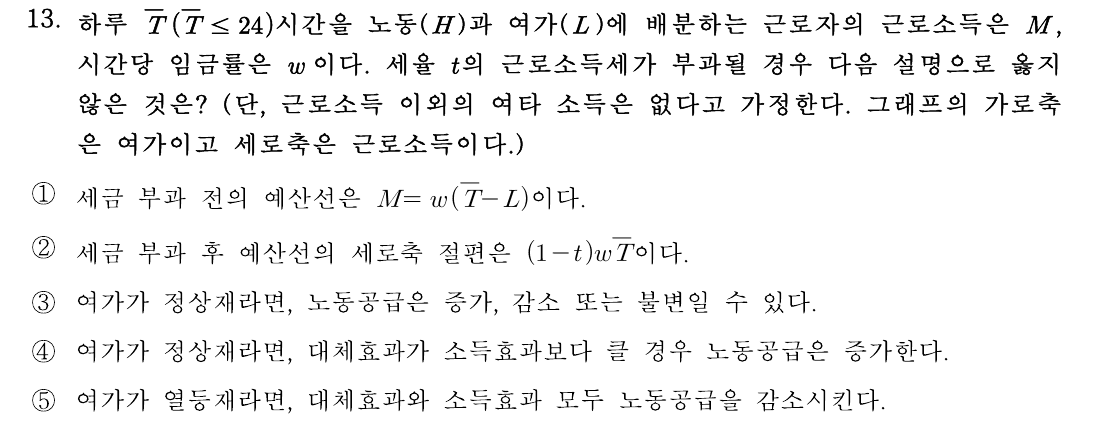 13. 하루 T̅(T̅ ≤ 24)시간을 노동(H)과 여가(L)에 배분하는 근로자의 근로소득은 M,
시간당 임금률은 w이다. 세율 t의 근로소득세가 부과될 경우 다음 설명으로 옳지
않은 것은? (단, 근로소득 이외의 여타 소득은 없다고 가정한다. 그래프의 가로축
은 여가이고 세로축은 근로소득이다.)
① 세금 부과 전의 예산선은 M= w(T̅-L)이다.
② 세금 부과 후 예산선의 세로축 절편은 (1-t)wT̅이다.
③ 여가가 정상재라면, 노동공급은 증가, 감소 또는 불변일 수 있다.
④ 여가가 정상재라면, 대체효과가 소득효과보다 클 경우 노동공급은 증가한다.
⑤ 여가가 열등재라면, 대체효과와 소득효과 모두 노동공급을 감소시킨다.